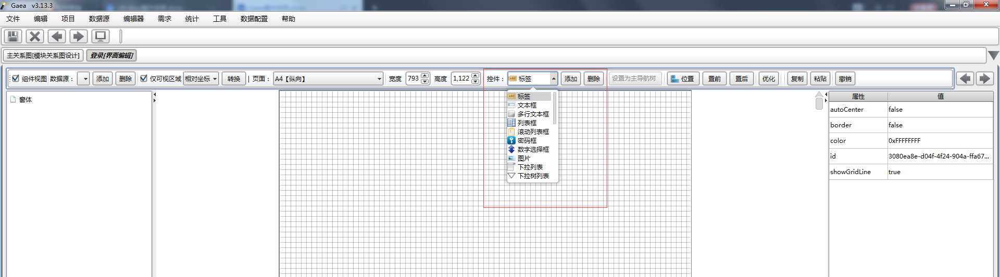 Gaea v3.13.3
文件 编辑 项目 数据源 编辑器 需求 统计 工具 数据配置 帮助
主关系图[模块关系图设计] 登录[界面编辑]
组件视图 数据源： 添加 删除 仅可视区域 相对坐标 转换 | 页面： A4【纵向】 宽度 793 高度 1,122 控件： ABC 标签 添加 删除 设置为主导航树 位置 置前 置后 优化 复制 粘贴 撤销
窗体
ABC 标签
文本框
多行文本框
列表框
滚动列表框
密码框
数字选择框
图片
下拉列表
下拉树列表
属性 值
autoCenter false
border false
color 0xFFFFFFFF
id 3080ea8e-d04f-4f24-904a-ffa67...
showGridLine true